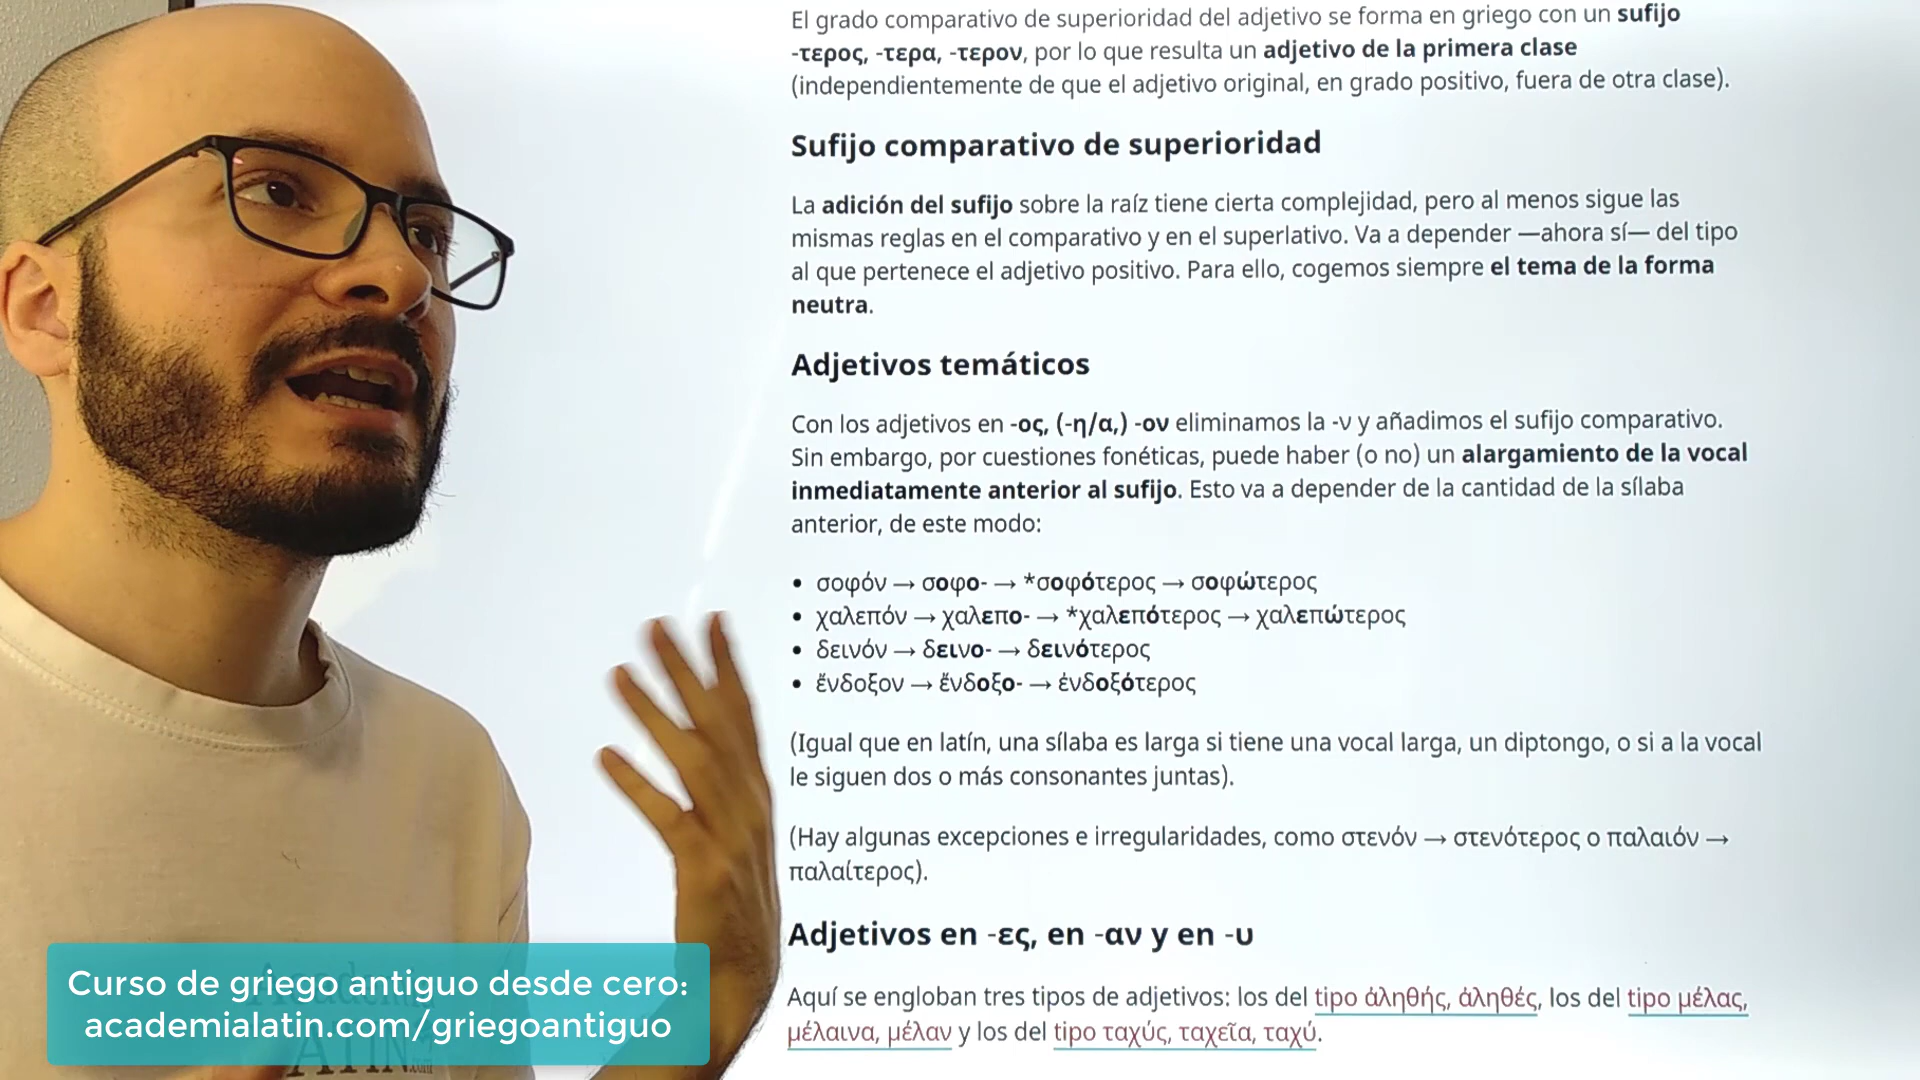 El grado comparativo de superioridad del adjetivo se forma en griego con un sufijo
-τερος, -τερα, -τερον, por lo que resulta un adjetivo de la primera clase
(independientemente de que el adjetivo original, en grado positivo, fuera de otra clase).
Sufijo comparativo de superioridad
La adición del sufijo sobre la raíz tiene cierta complejidad, pero al menos sigue las
mismas reglas en el comparativo y en el superlativo. Va a depender —ahora sí— del tipo
al que pertenece el adjetivo positivo. Para ello, cogemos siempre el tema de la forma
neutra.
Adjetivos temáticos
Con los adjetivos en -ος, (-η/α,) -ον eliminamos la -ν y añadimos el sufijo comparativo.
Sin embargo, por cuestiones fonéticas, puede haber (o no) un alargamiento de la vocal
inmediatamente anterior al sufijo. Esto va a depender de la cantidad de la sílaba
anterior, de este modo:
• σοφόν → σοφο- → *σοφότερος → σοφώτερος
• χαλεπόν → χαλεπο- → *χαλεπότερος → χαλεπώτερος
• δεινόν → δεινο- → δεινότερος
• ἔνδοξον → ἔνδοξο- → ἐνδοξότερος
(Igual que en latín, una sílaba es larga si tiene una vocal larga, un diptongo, o si a la vocal
le siguen dos o más consonantes juntas).
(Hay algunas excepciones e irregularidades, como στενόν → στενότερος o παλαιόν →
παλαίτερος).
Adjetivos en -ες, en -αν y en -υ
Aquí se engloban tres tipos de adjetivos: los del tipo ἀληθής, ἀληθές, los del tipo μέλας,
μέλαινα, μέλαν y los del tipo ταχύς, ταχεῖα, ταχύ.
Curso de griego antiguo desde cero:
academialatin.com/griegoantiguo